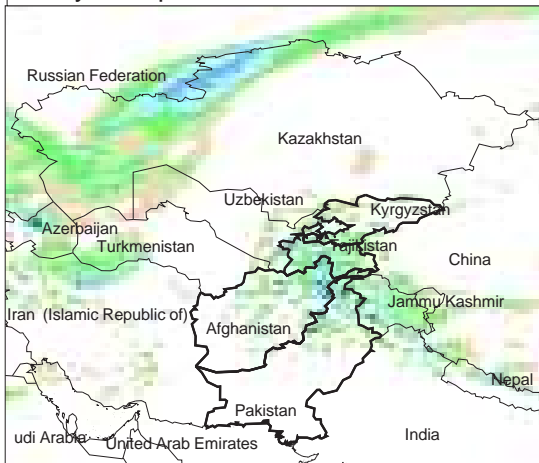 Russian Federation
Kazakhstan
Uzbekistan
Kyrgyzstan
Azerbaijan
Turkmenistan
Tajikistan
China
Iran (Islamic Republic of)
Jammu/Kashmir
Afghanistan
Nepal
Pakistan
udi Arabia
United Arab Emirates
India